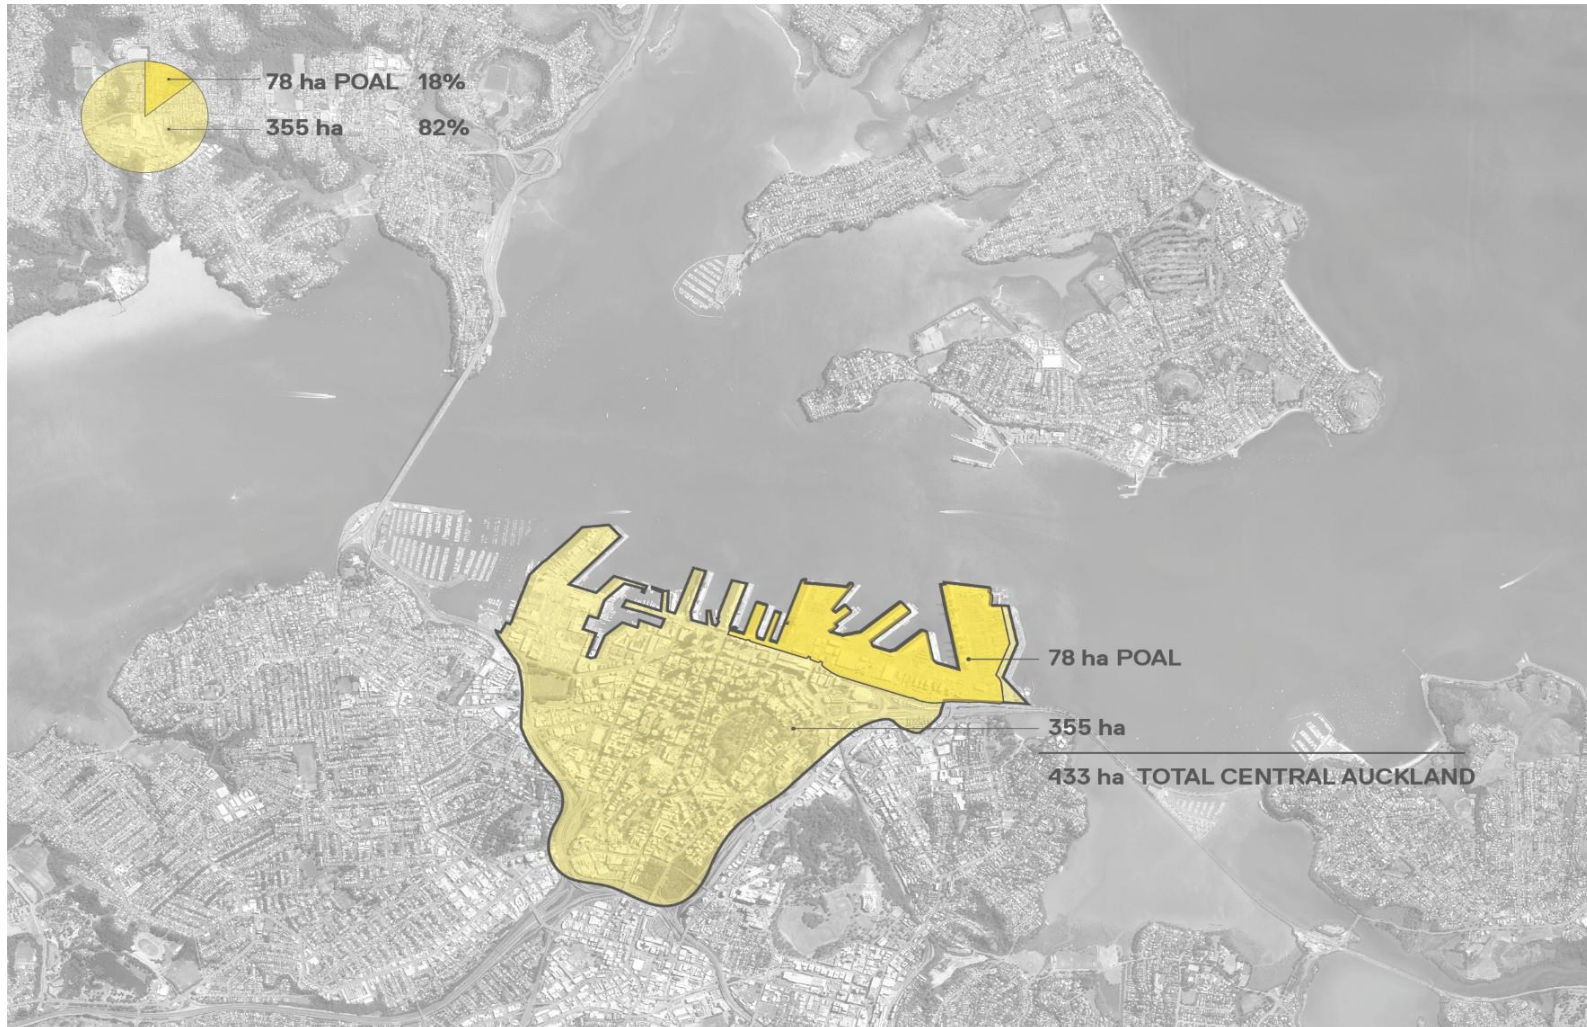 78 ha POAL 18%
355 ha 82%
78 ha POAL
355 ha
433 ha TOTAL CENTRAL AUCKLAND